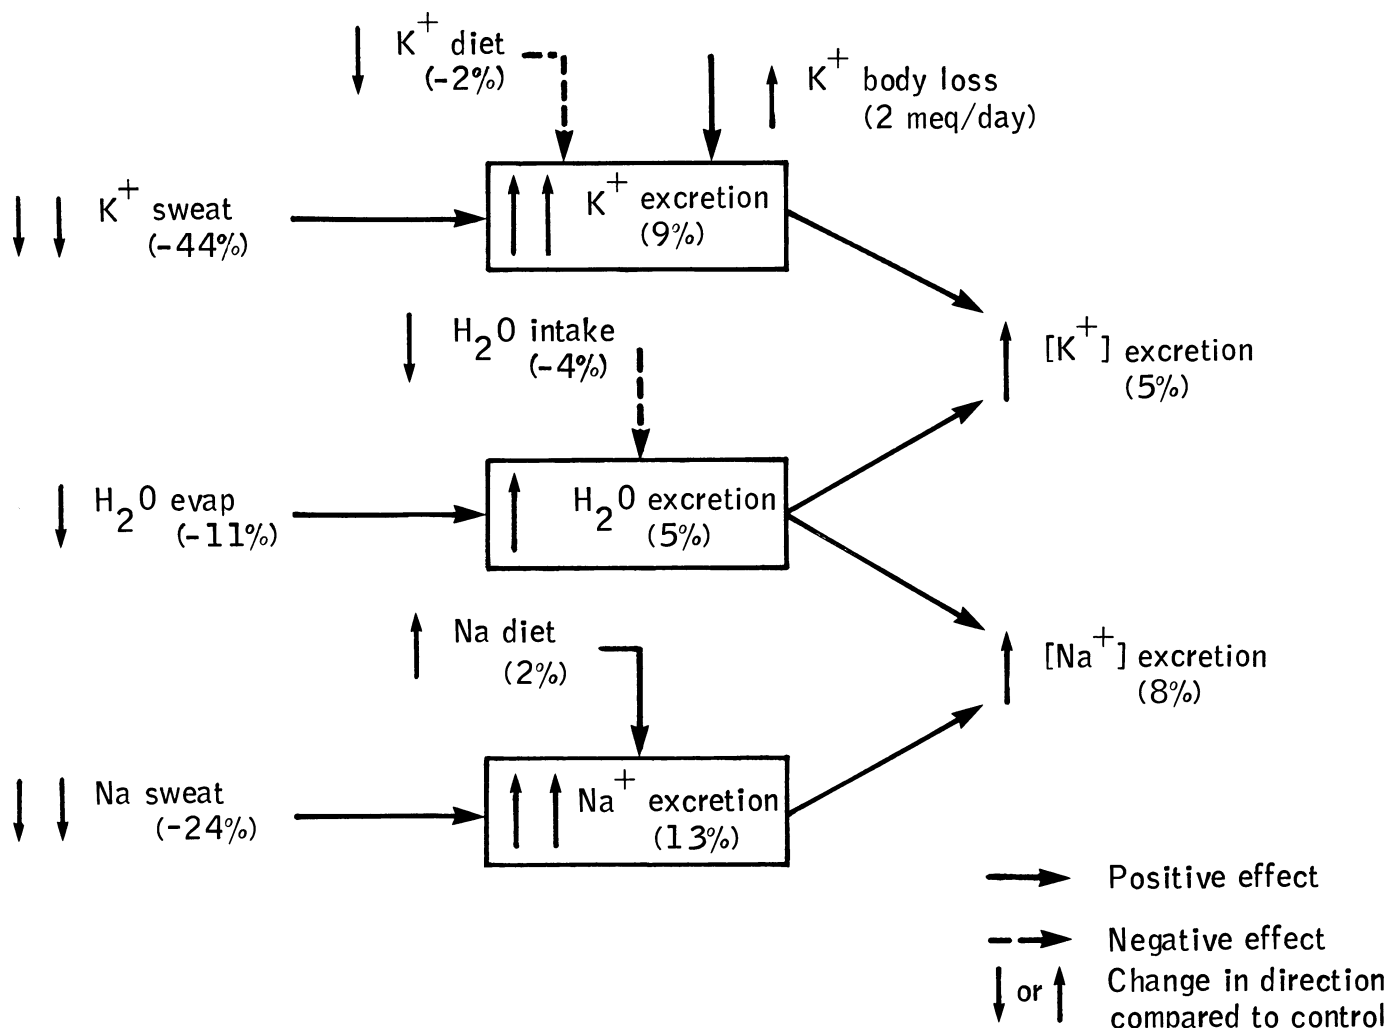 K+ diet
(-2%)
K+ body loss
(2 meq/day)
K+ sweat
(-44%)
K+ excretion
(9%)
H2O intake
(-4%)
[K+] excretion
(5%)
H2O evap
(-11%)
H2O excretion
(5%)
Na diet
(2%)
[Na+] excretion
(8%)
Na sweat
(-24%)
Na+ excretion
(13%)
Positive effect
Negative effect
or Change in direction
compared to control